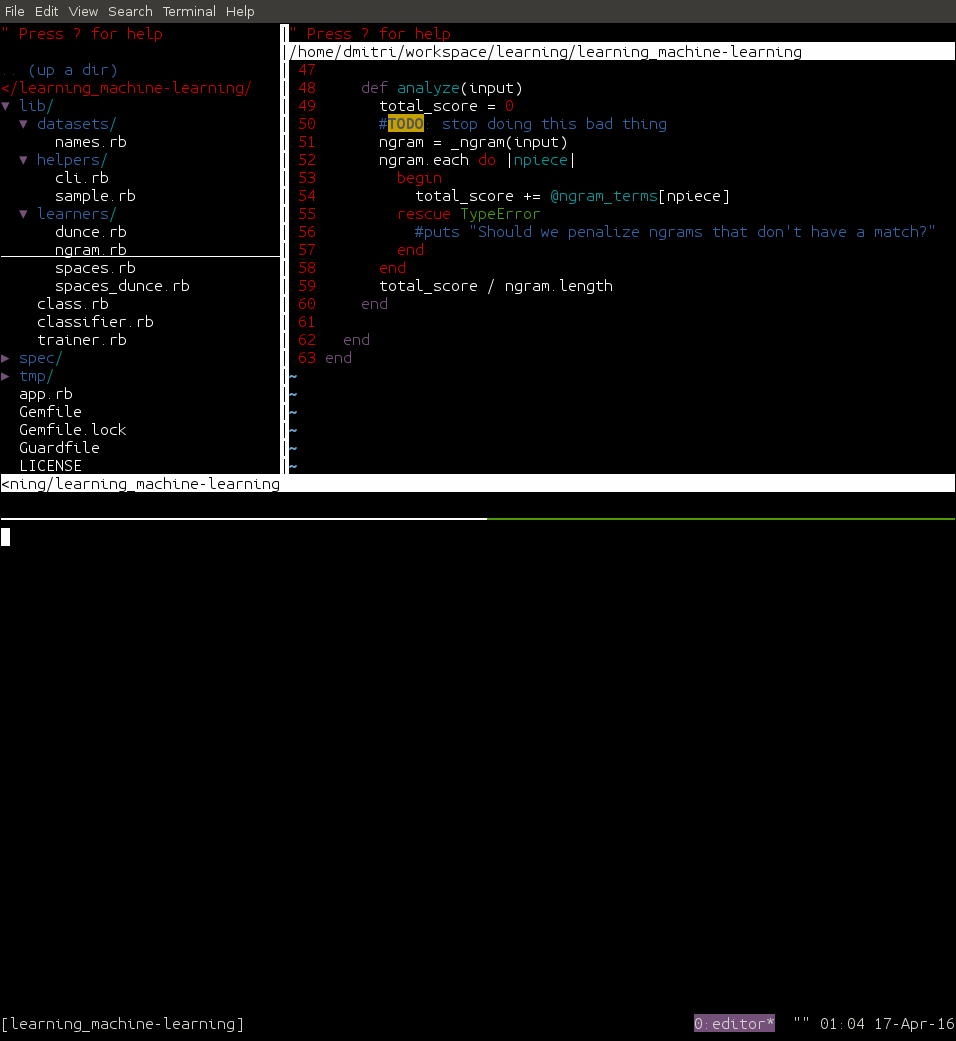 File Edit View Search Terminal Help
" Press ? for help
.. (up a dir)
</learning_machine-learning/
▼ lib/
▼ datasets/
names.rb
▼ helpers/
cli.rb
sample.rb
▼ learners/
dunce.rb
ngram.rb
spaces.rb
spaces_dunce.rb
class.rb
classifier.rb
trainer.rb
▶ spec/
▶ tmp/
app.rb
Gemfile
Gemfile.lock
Guardfile
LICENSE
<ning/learning_machine-learning
" Press ? for help
/home/dmitri/workspace/learning/learning_machine-learning
47
48     def analyze(input)
49       total_score = 0
50       #TODO: stop doing this bad thing
51       ngram = _ngram(input)
52       ngram.each do |npiece|
53         begin
54           total_score += @ngram_terms[npiece]
55         rescue TypeError
56           #puts "Should we penalize ngrams that don't have a match?"
57         end
58       end
59       total_score / ngram.length
60     end
61
62   end
63 end
~
~
~
~
~
~
[learning_machine-learning] 0:editor* "" 01:04 17-Apr-16